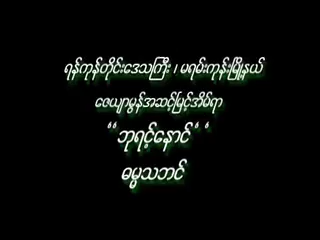 ရန်ကုန်တိုင်းဒေသကြီး ၊ မရမ်းကုန်းမြို့နယ်
ဇေယျာမွန်အဆင့်မြင့်အိမ်ရာ
"ဘုရင့်နောင်"
ဓမ္မသဘင်